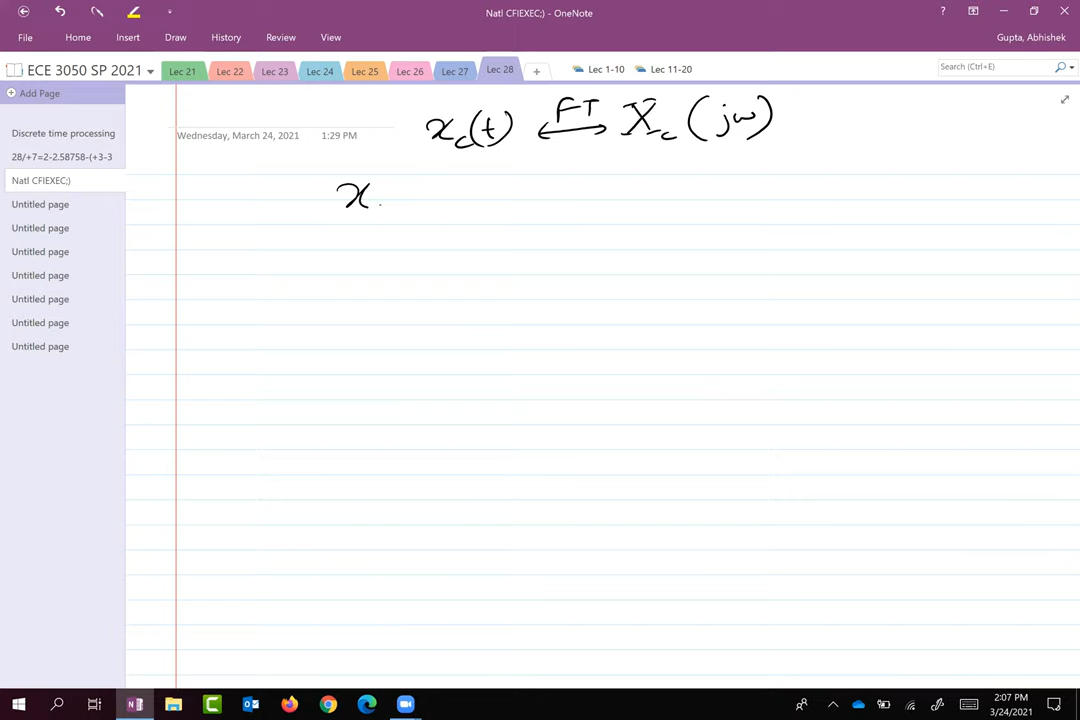 Natl CFIEXEC;) - OneNote
File Home Insert Draw History Review View
Gupta, Abhishek
ECE 3050 SP 2021
Lec 21 Lec 22 Lec 23 Lec 24 Lec 25 Lec 26 Lec 27 Lec 28 Lec 1-10 Lec 11-20
Search (Ctrl+E)
Add Page
Discrete time processing
28/+7=2-2.58758-(+3-3
Natl CFIEXEC;)
Untitled page
Untitled page
Untitled page
Untitled page
Untitled page
Untitled page
Untitled page
Wednesday, March 24, 2021 1:29 PM
x_c(t) ⟷^{FT} X_c(jω)
x
2:07 PM
3/24/2021